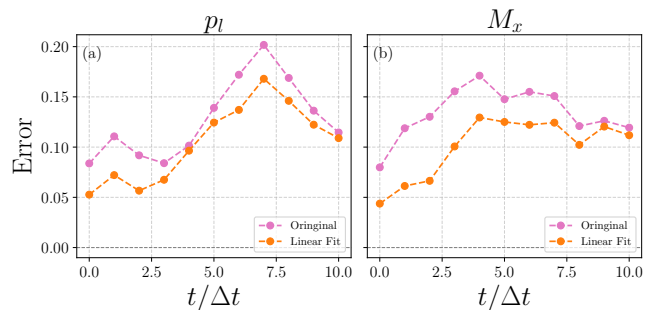 p_l
M_x
(a)
(b)
Error
0.20
0.15
0.10
0.05
0.00
Oringinal
Linear Fit
Oringinal
Linear Fit
0.0 2.5 5.0 7.5 10.0
0.0 2.5 5.0 7.5 10.0
t/Δt
t/Δt